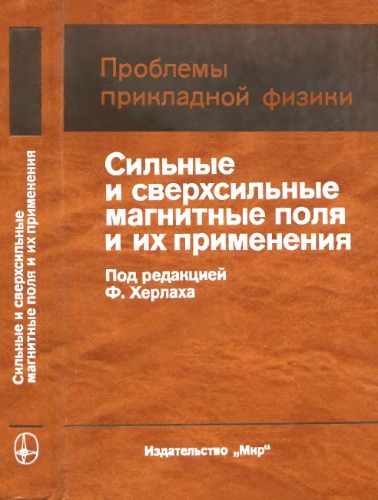 Проблемы
прикладной физики
Сильные
и сверхсильные
магнитные поля
и их применения
Под редакцией
Ф. Херлаха
Издательство „Мир“
Сильные и сверхсильные
магнитные поля и их применения